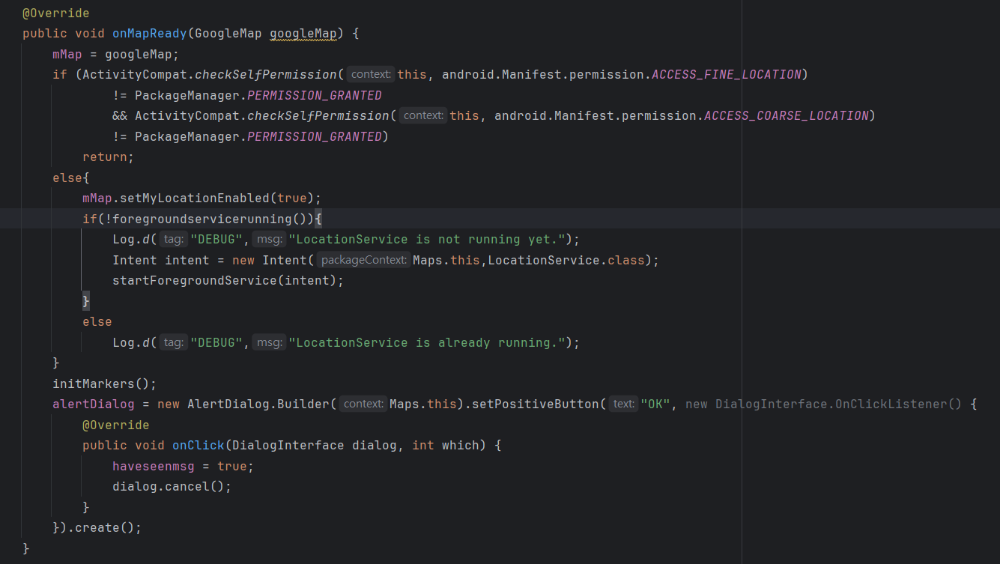 @Override
public void onMapReady(GoogleMap googleMap) {
    mMap = googleMap;
    if (ActivityCompat.checkSelfPermission( context: this, android.Manifest.permission.ACCESS_FINE_LOCATION)
            != PackageManager.PERMISSION_GRANTED
            && ActivityCompat.checkSelfPermission( context: this, android.Manifest.permission.ACCESS_COARSE_LOCATION)
            != PackageManager.PERMISSION_GRANTED)
        return;
    else{
        mMap.setMyLocationEnabled(true);
        if(!foregroundservicerunning()){
            Log.d( tag: "DEBUG", msg: "LocationService is not running yet.");
            Intent intent = new Intent( packageContext: Maps.this,LocationService.class);
            startForegroundService(intent);
        }
        else
            Log.d( tag: "DEBUG", msg: "LocationService is already running.");
    }
    initMarkers();
    alertDialog = new AlertDialog.Builder( context: Maps.this).setPositiveButton( text: "OK", new DialogInterface.OnClickListener() {
        @Override
        public void onClick(DialogInterface dialog, int which) {
            haveseenmsg = true;
            dialog.cancel();
        }
    }).create();
}